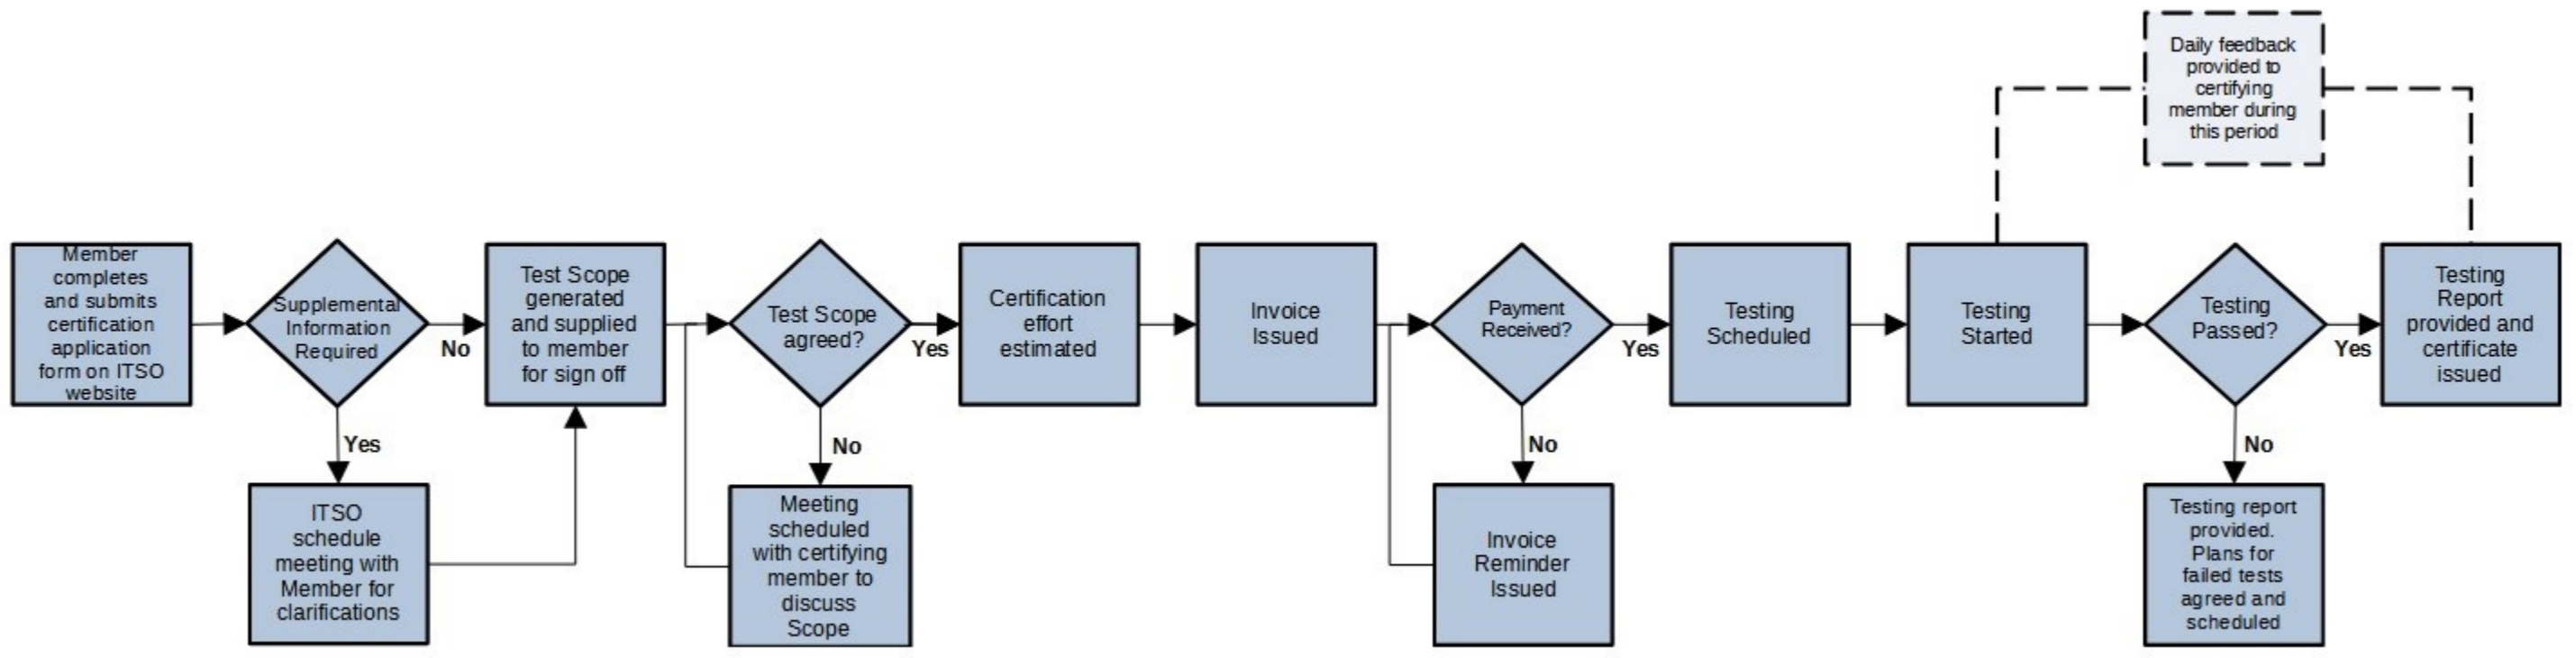 Daily feedback
provided to
certifying
member during
this period
Member
completes
and submits
certification
application
form on ITSO
website
Supplemental
Information
Required
No
Yes
ITSO
schedule
meeting with
Member for
clarifications
Test Scope
generated
and supplied
to member
for sign off
Test Scope
agreed?
Yes
No
Meeting
scheduled
with certifying
member to
discuss
Scope
Certification
effort
estimated
Invoice
Issued
Payment
Received?
Yes
No
Invoice
Reminder
Issued
Testing
Scheduled
Testing
Started
Testing
Passed?
Yes
No
Testing report
provided.
Plans for
failed tests
agreed and
scheduled
Testing
Report
provided and
certificate
issued